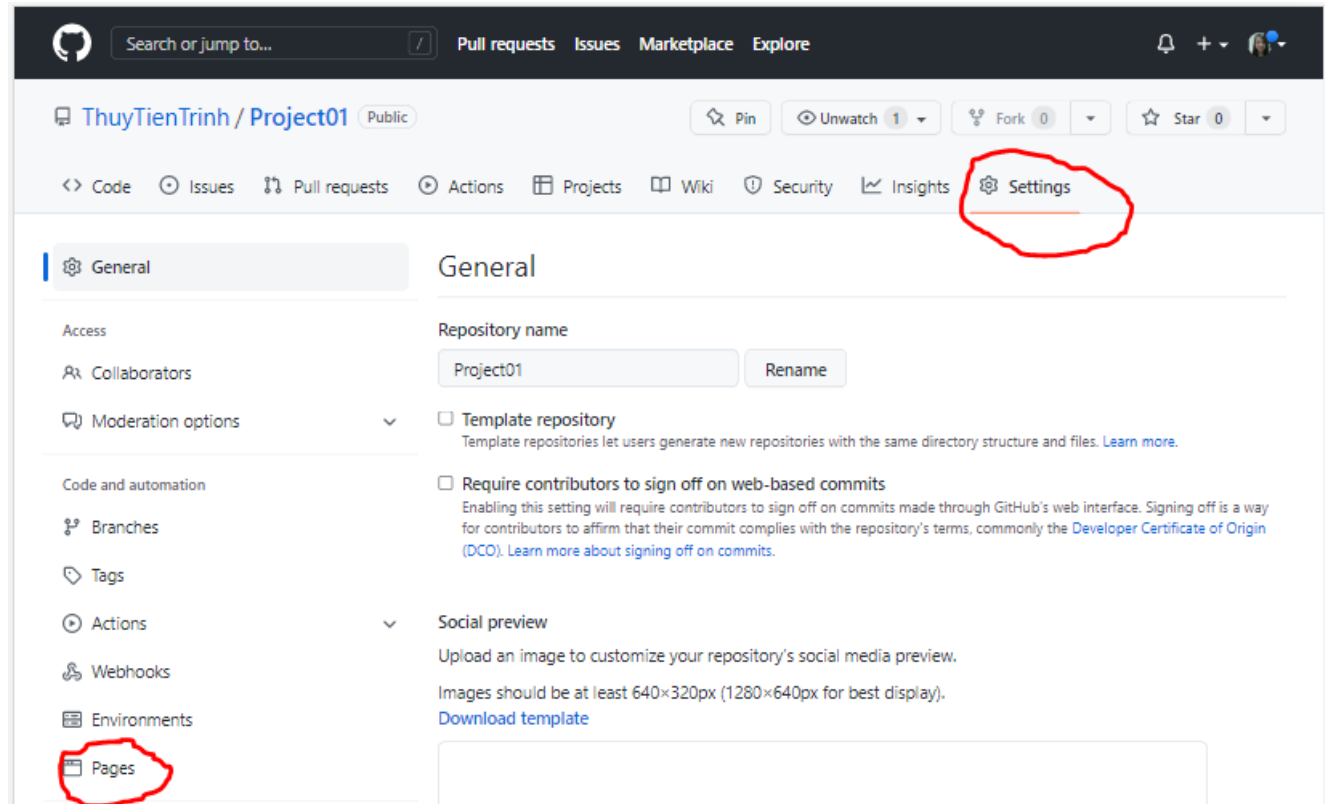 Search or jump to... / Pull requests Issues Marketplace Explore
ThuyTienTrinh / Project01 Public Pin Unwatch 1 Fork 0 Star 0
Code Issues Pull requests Actions Projects Wiki Security Insights Settings
General
General
Access
Repository name
Collaborators
Project01 Rename
Moderation options
Template repository
Template repositories let users generate new repositories with the same directory structure and files. Learn more.
Code and automation
Require contributors to sign off on web-based commits
Enabling this setting will require contributors to sign off on commits made through GitHub's web interface. Signing off is a way
Branches
for contributors to affirm that their commit complies with the repository's terms, commonly the Developer Certificate of Origin
(DCO). Learn more about signing off on commits.
Tags
Actions
Social preview
Upload an image to customize your repository's social media preview.
Webhooks
Images should be at least 640×320px (1280×640px for best display).
Environments
Download template
Pages